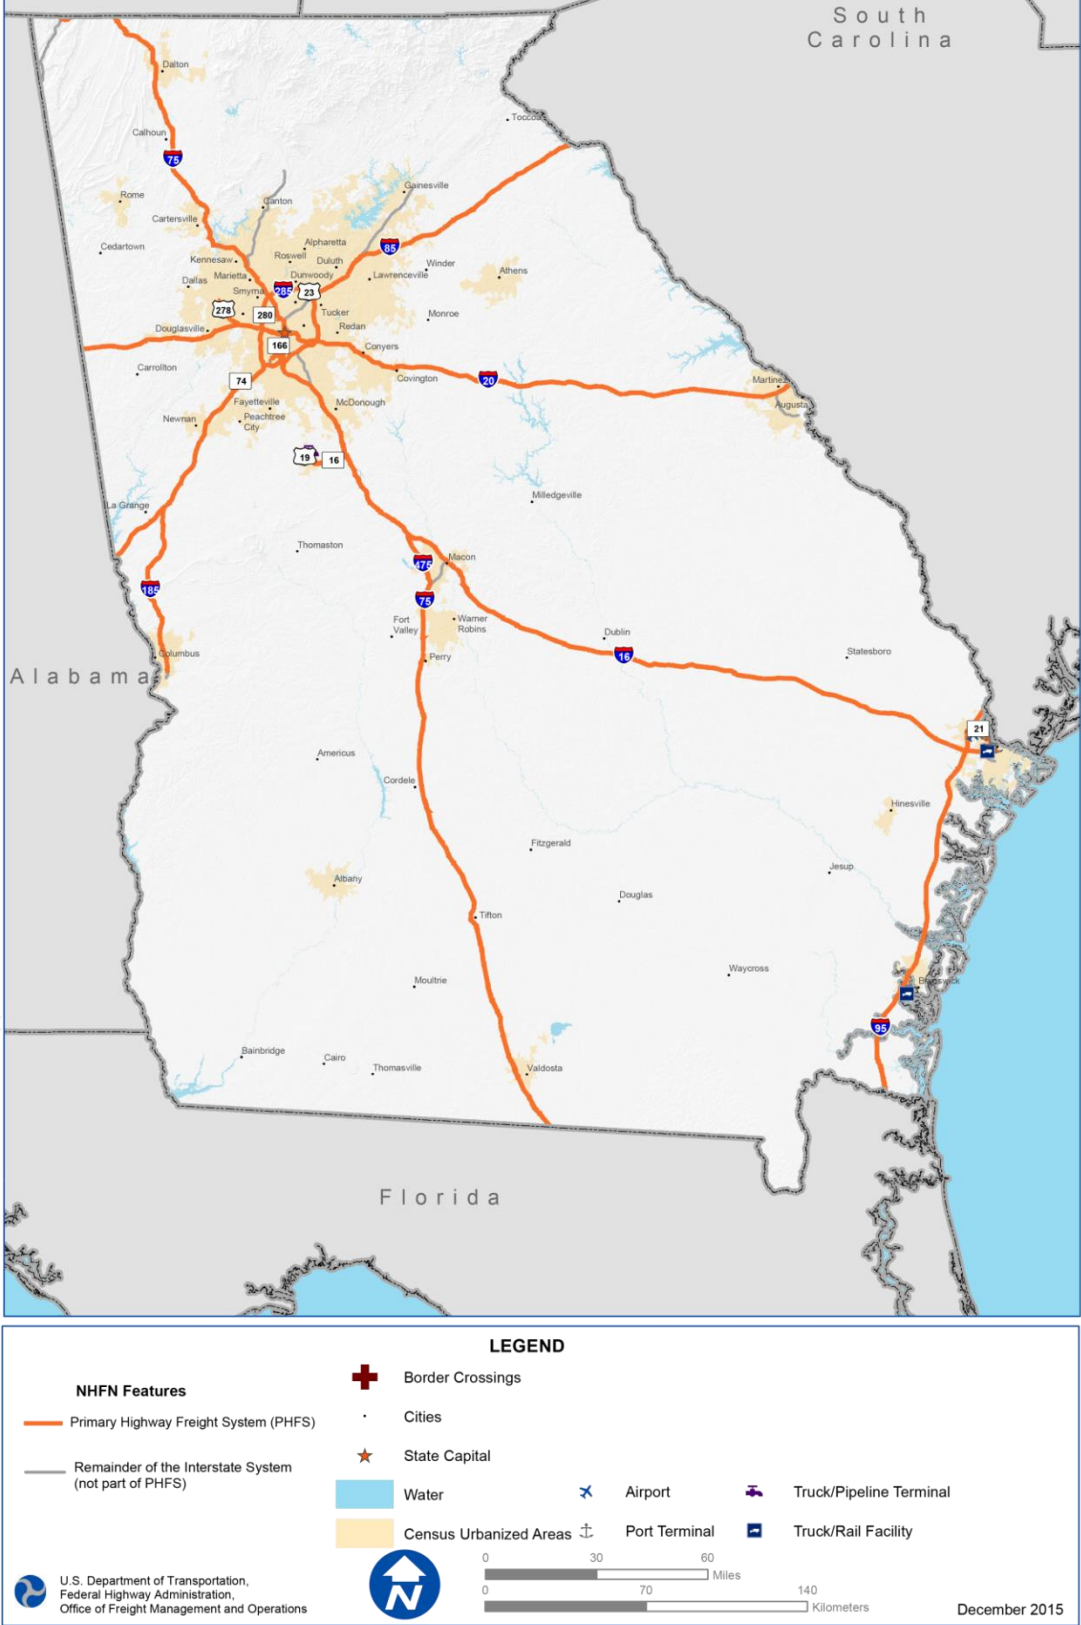 South
Carolina
Dalton
Toccoa
Calhoun
75
Rome
Gainesville
Canton
Cartersville
Cedartown
Alpharetta
85
Roswell
Duluth
Kennesaw
Winder
Marietta
Dunwoody
Lawrenceville
Athens
Dallas
Smyrna
285
23
278
280
Tucker
Monroe
Douglasville
Redan
166
Conyers
Carrollton
74
Covington
20
Martinez
Fayetteville
McDonough
Augusta
Newnan
Peachtree
City
19
16
Milledgeville
La Grange
Thomaston
Macon
475
185
75
Fort
Valley
Warner
Robins
Dublin
Columbus
Perry
16
Statesboro
Alabama
21
Americus
Cordele
Hinesville
Fitzgerald
Jesup
Albany
Douglas
Tifton
Waycross
Moultrie
Brunswick
95
Bainbridge
Cairo
Thomasville
Valdosta
Florida
LEGEND
NHFN Features
Primary Highway Freight System (PHFS)
Remainder of the Interstate System
(not part of PHFS)
Border Crossings
Cities
State Capital
Water
Census Urbanized Areas
Airport
Port Terminal
Truck/Pipeline Terminal
Truck/Rail Facility
U.S. Department of Transportation,
Federal Highway Administration,
Office of Freight Management and Operations
N
0 30 60
Miles
0 70 140
Kilometers
December 2015